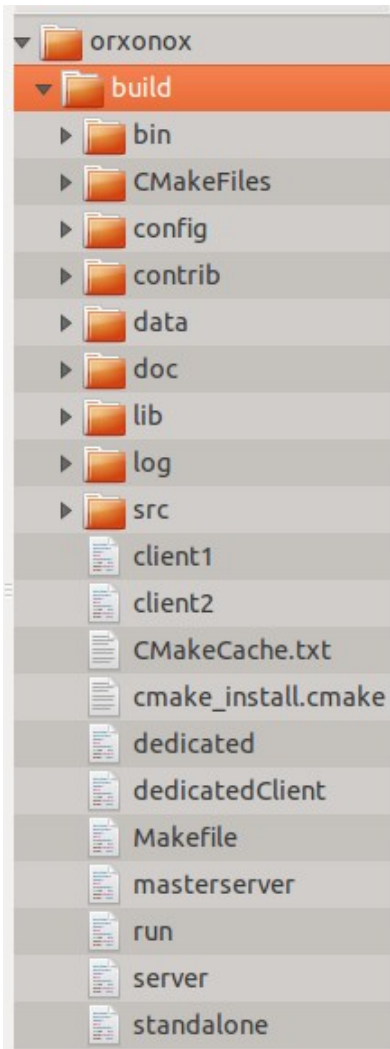 orxonox
build
bin
CMakeFiles
config
contrib
data
doc
lib
log
src
client1
client2
CMakeCache.txt
cmake_install.cmake
dedicated
dedicatedClient
Makefile
masterserver
run
server
standalone